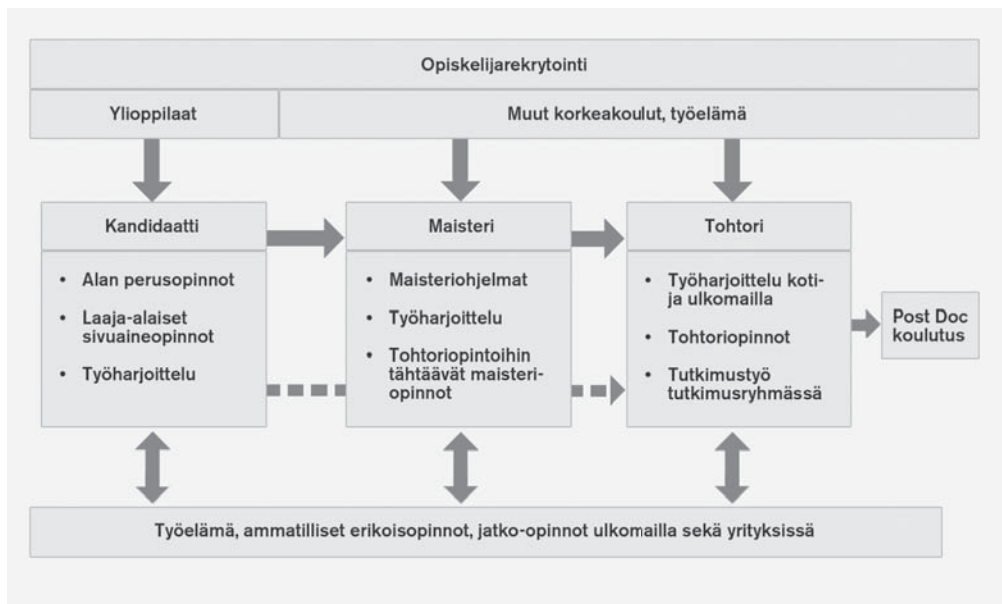 Opiskelijarekrytointi
Ylioppilaat
Muut korkeakoulut, työelämä
Kandidaatti
• Alan perusopinnot
• Laaja-alaiset
sivuaineopinnot
• Työharjoittelu
Maisteri
• Maisteriohjelmat
• Työharjoittelu
• Tohtoriopintoihin
tähtäävät maisteri-
opinnot
Tohtori
• Työharjoittelu koti-
ja ulkomailla
• Tohtoriopinnot
• Tutkimustyö
tutkimusryhmässä
Post Doc
koulutus
Työelämä, ammatilliset erikoisopinnot, jatko-opinnot ulkomailla sekä yrityksissä